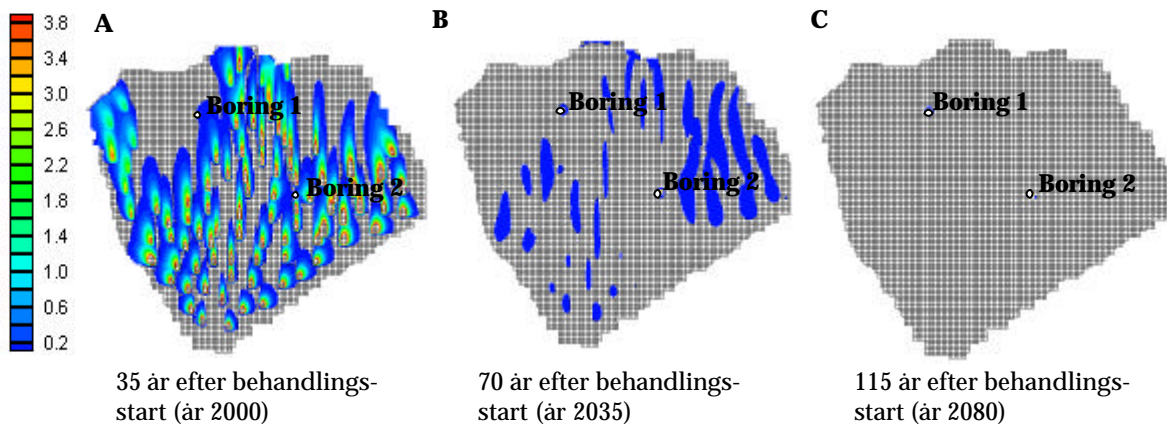 3.8
3.4
3.0
2.6
2.2
1.8
1.4
1.0
0.6
0.2
A
Boring 1
Boring 2
35 år efter behandlings-
start (år 2000)
B
Boring 1
Boring 2
70 år efter behandlings-
start (år 2035)
C
Boring 1
Boring 2
115 år efter behandlings-
start (år 2080)